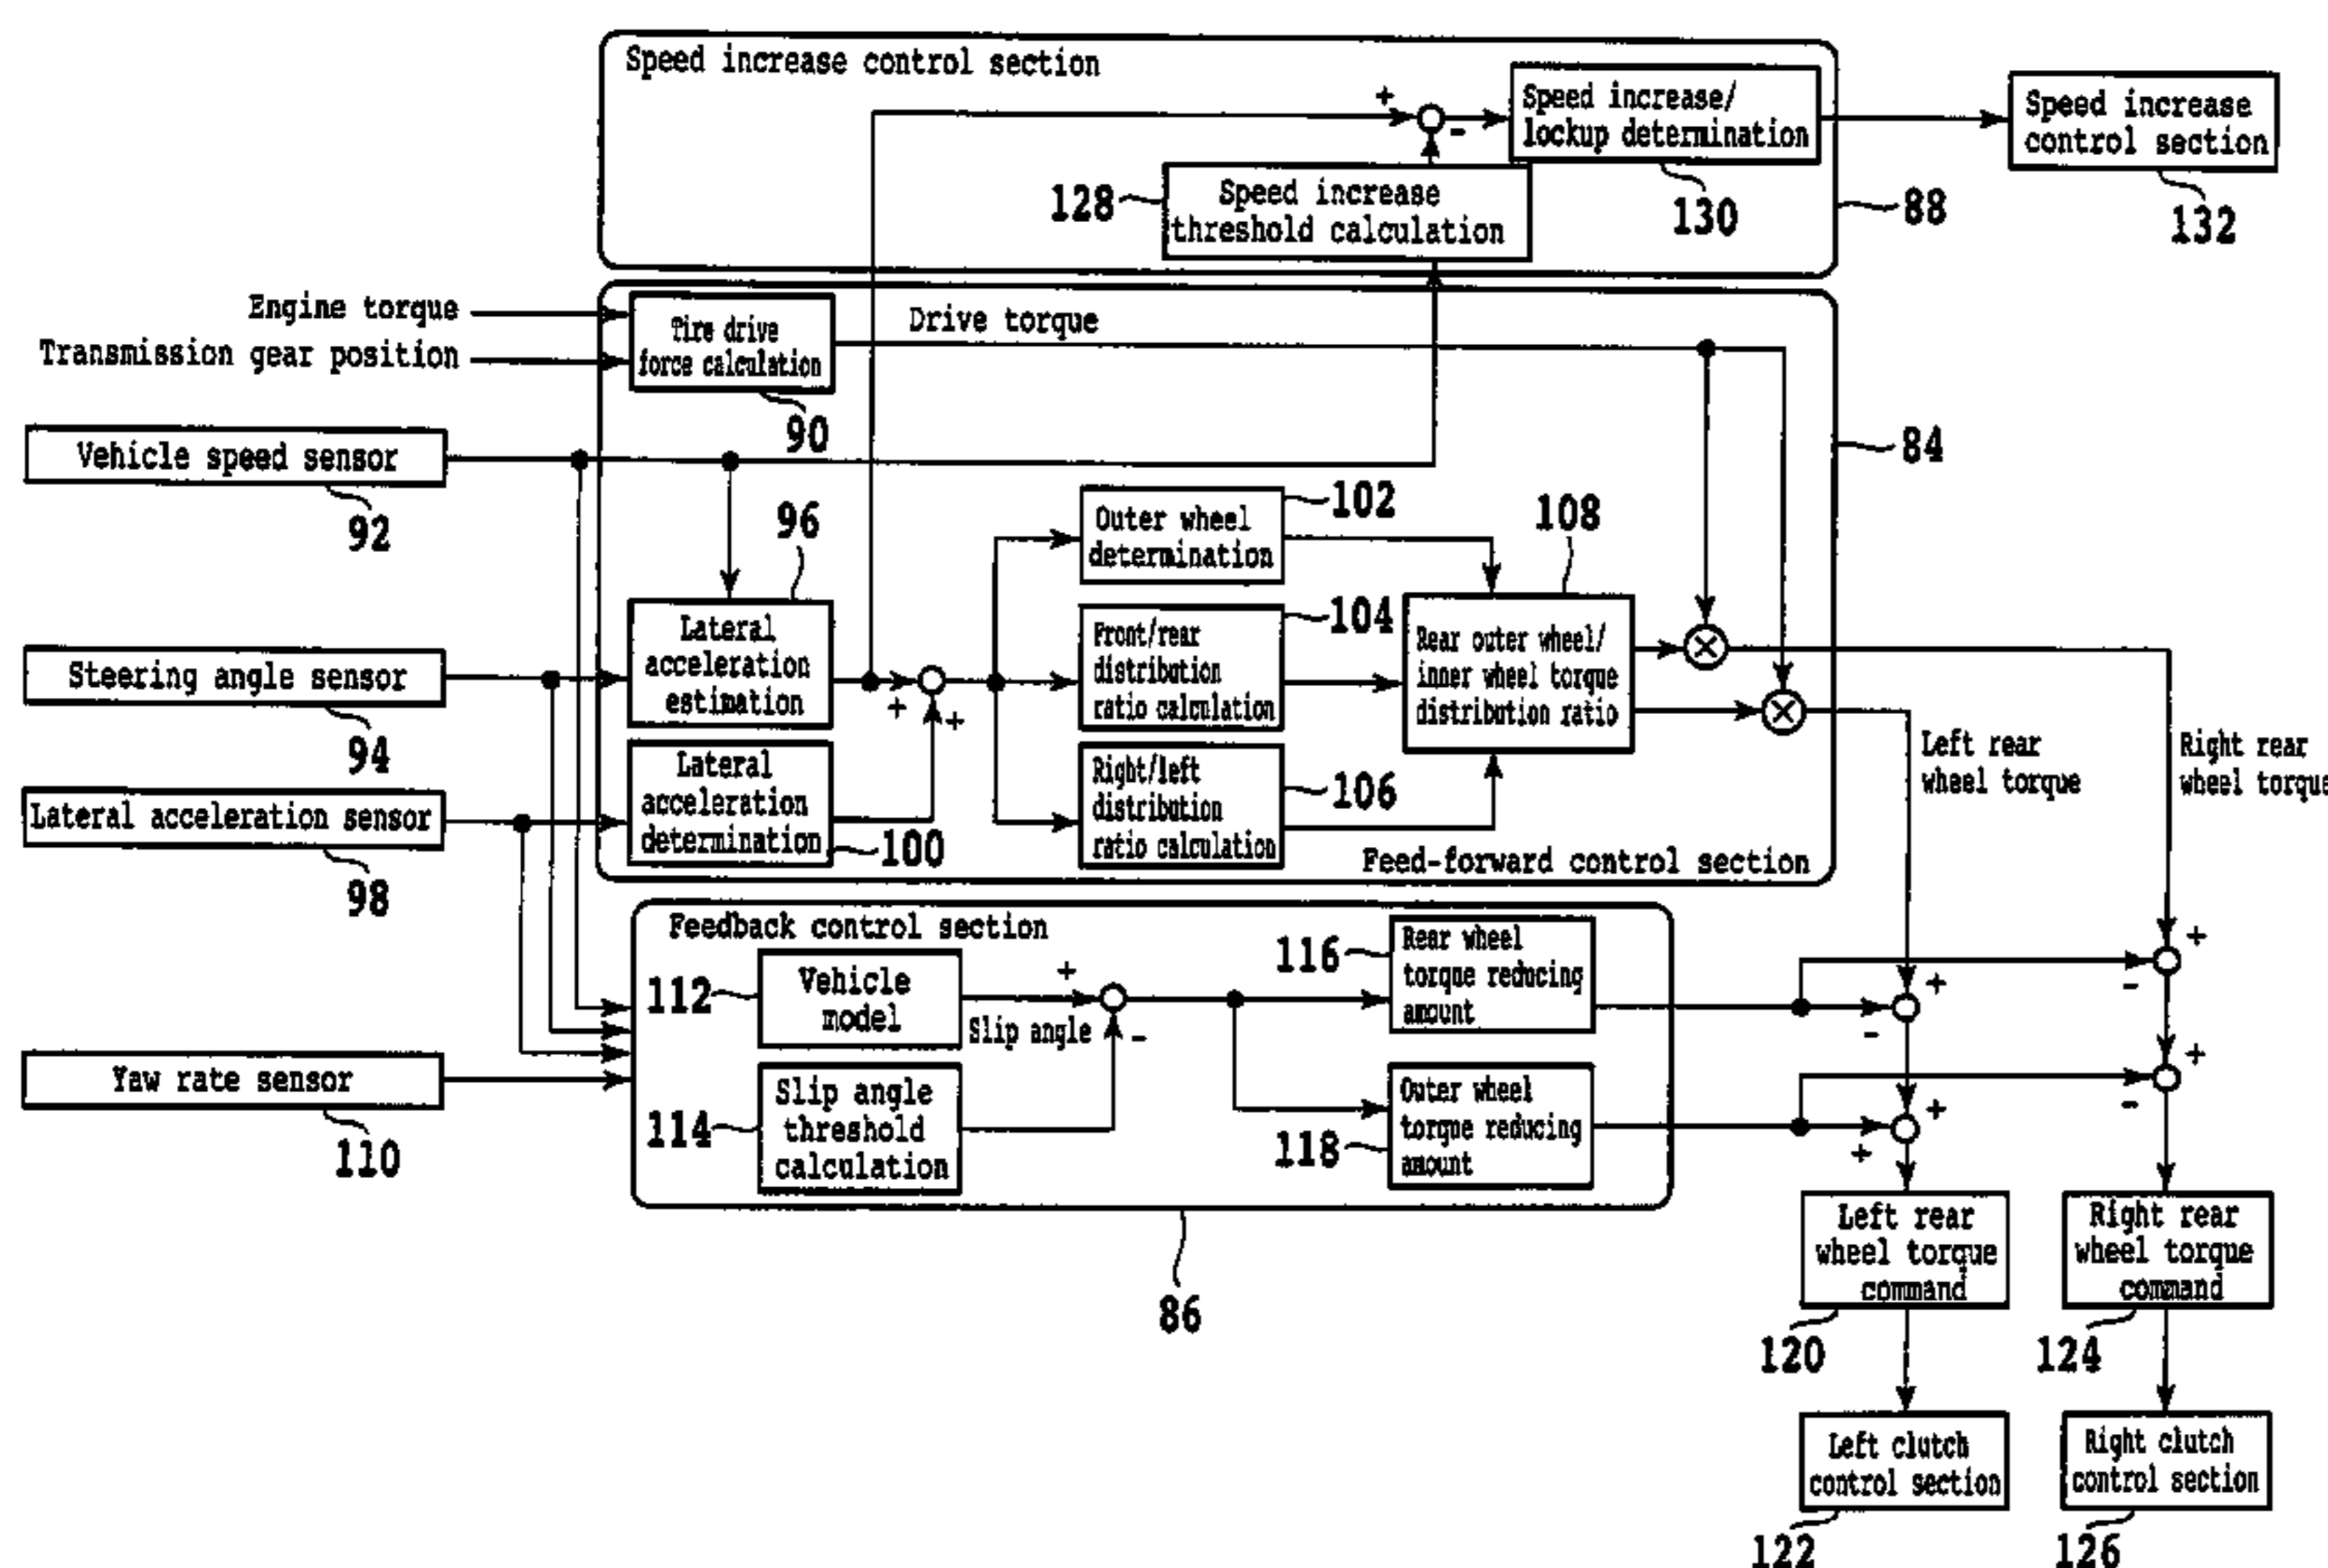 Speed increase control section
+
-
Speed increase/
lockup determination
130
Speed increase
control section
132
128
Speed increase
threshold calculation
88
Engine torque
Transmission gear position
Tire drive
force calculation
90
Drive torque
84
Vehicle speed sensor
92
96
Lateral
acceleration
estimation
+
+
Steering angle sensor
94
Lateral
acceleration
determination
100
Lateral acceleration sensor
98
102
Outer wheel
determination
104
Front/rear
distribution
ratio calculation
106
Right/left
distribution
ratio calculation
108
Rear outer wheel/
inner wheel torque
distribution ratio
×
×
Left rear
wheel torque
Right rear
wheel torque
Feed-forward control section
Feedback control section
112
Vehicle
model
+
Slip angle
-
114
Slip angle
threshold
calculation
116
Rear wheel
torque reducing
amount
118
Outer wheel
torque reducing
amount
Yaw rate sensor
110
86
+
-
+
-
+
-
+
+
Left rear
wheel torque
command
120
Right rear
wheel torque
command
124
Left clutch
control section
122
Right clutch
control section
126